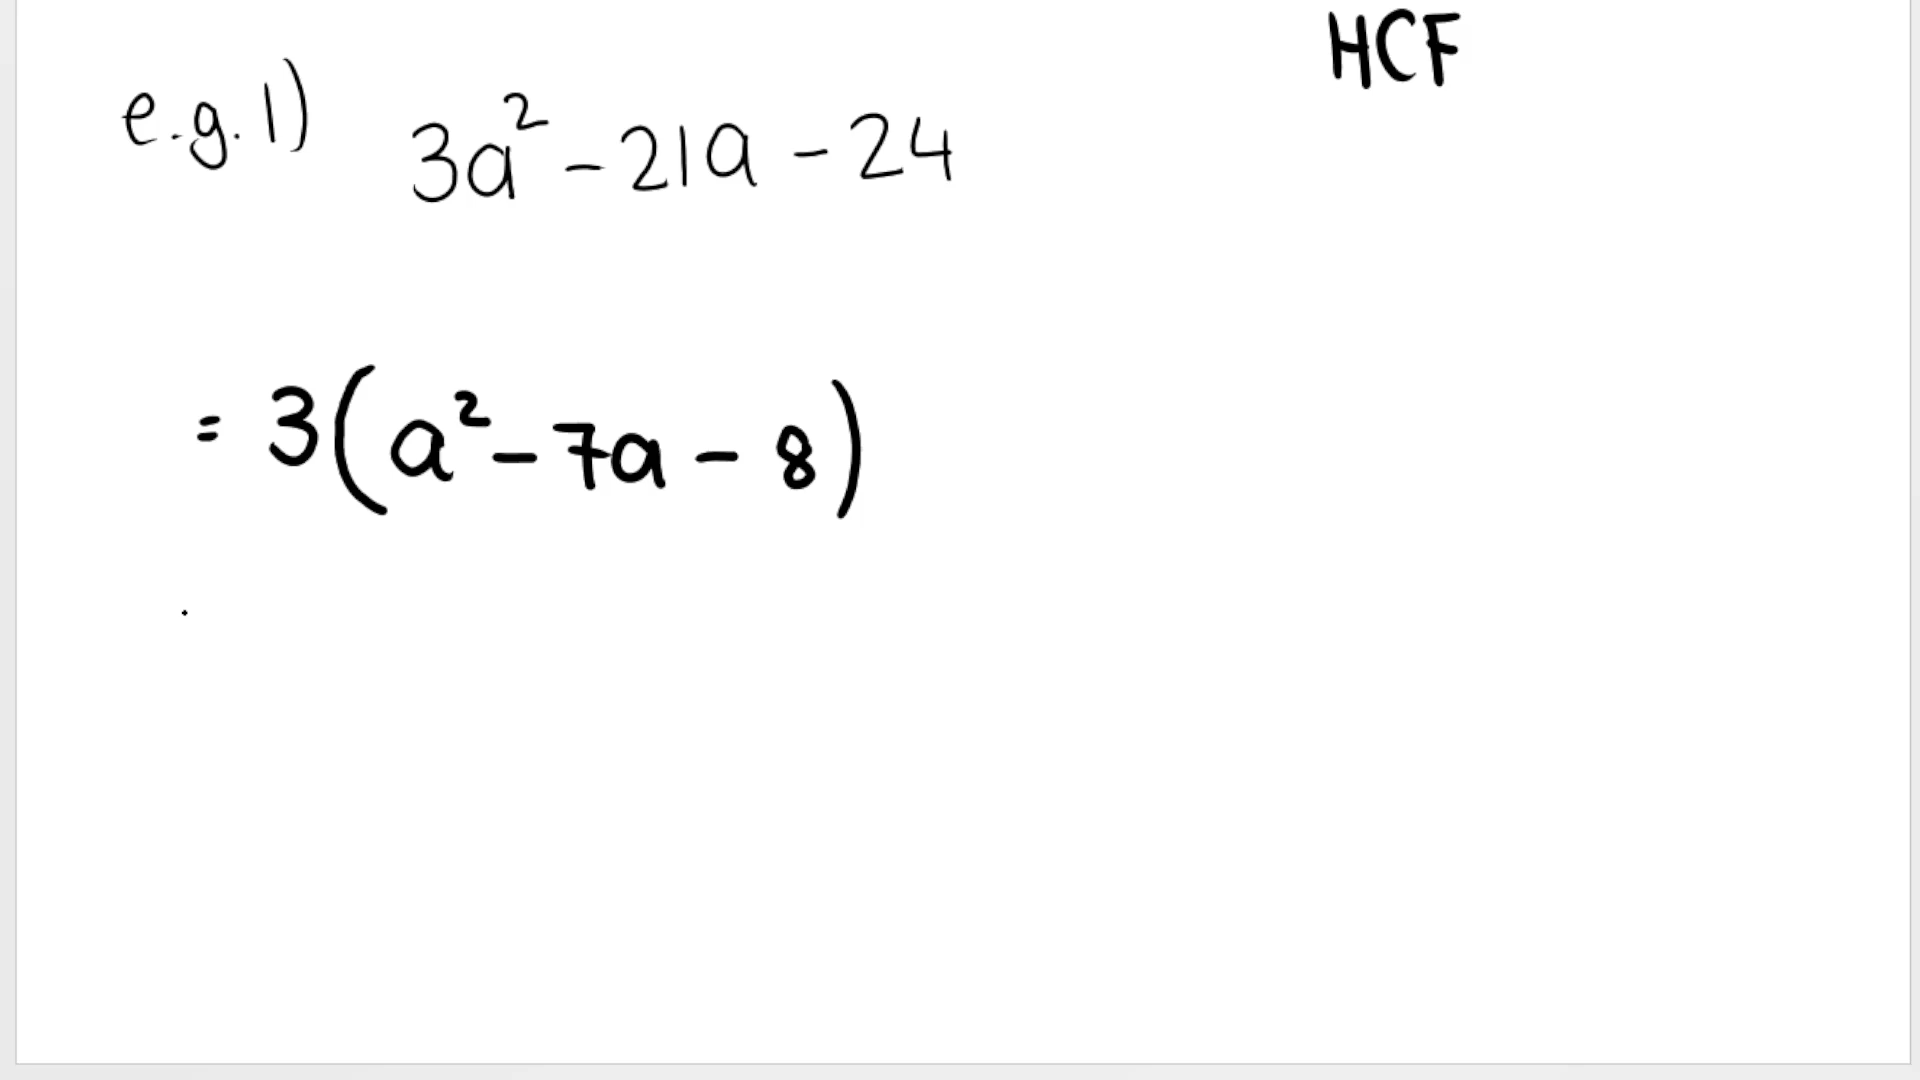 HCF
e.g. 1) 3a² - 21a - 24
= 3(a² - 7a - 8)